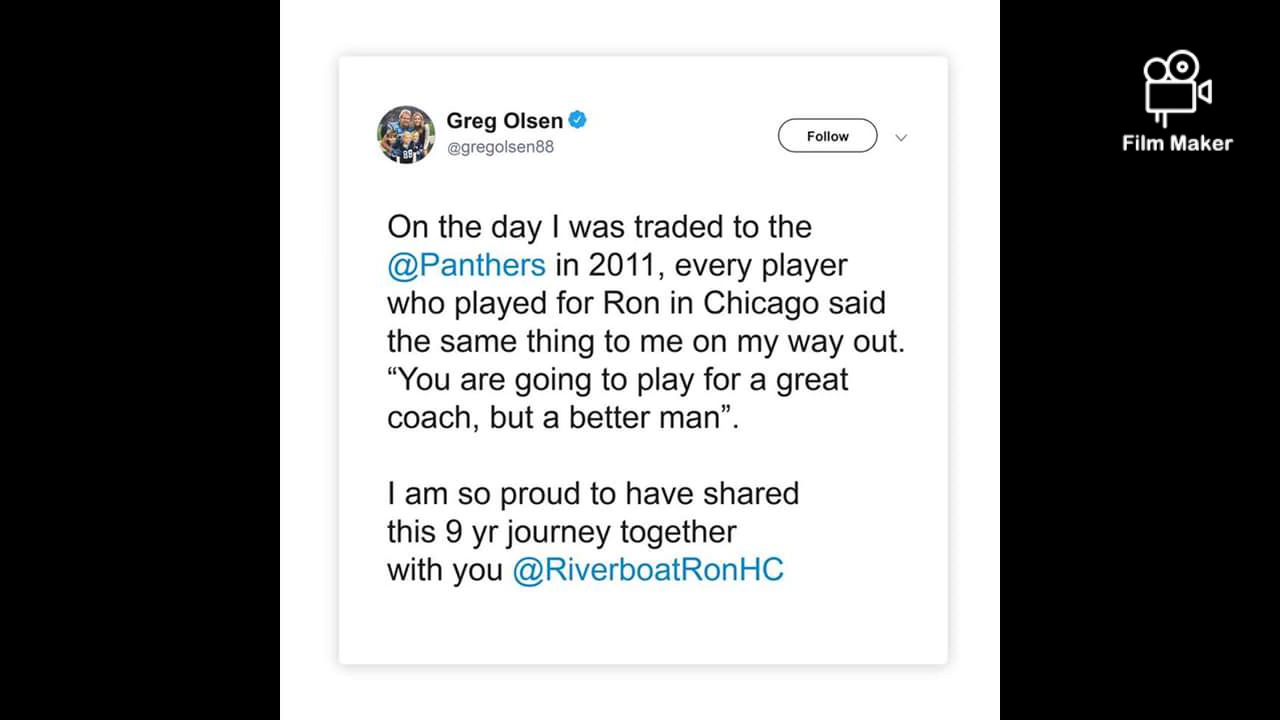 Greg Olsen
@gregolsen88
Follow
Film Maker
On the day I was traded to the
@Panthers in 2011, every player
who played for Ron in Chicago said
the same thing to me on my way out.
“You are going to play for a great
coach, but a better man”.
I am so proud to have shared
this 9 yr journey together
with you @RiverboatRonHC